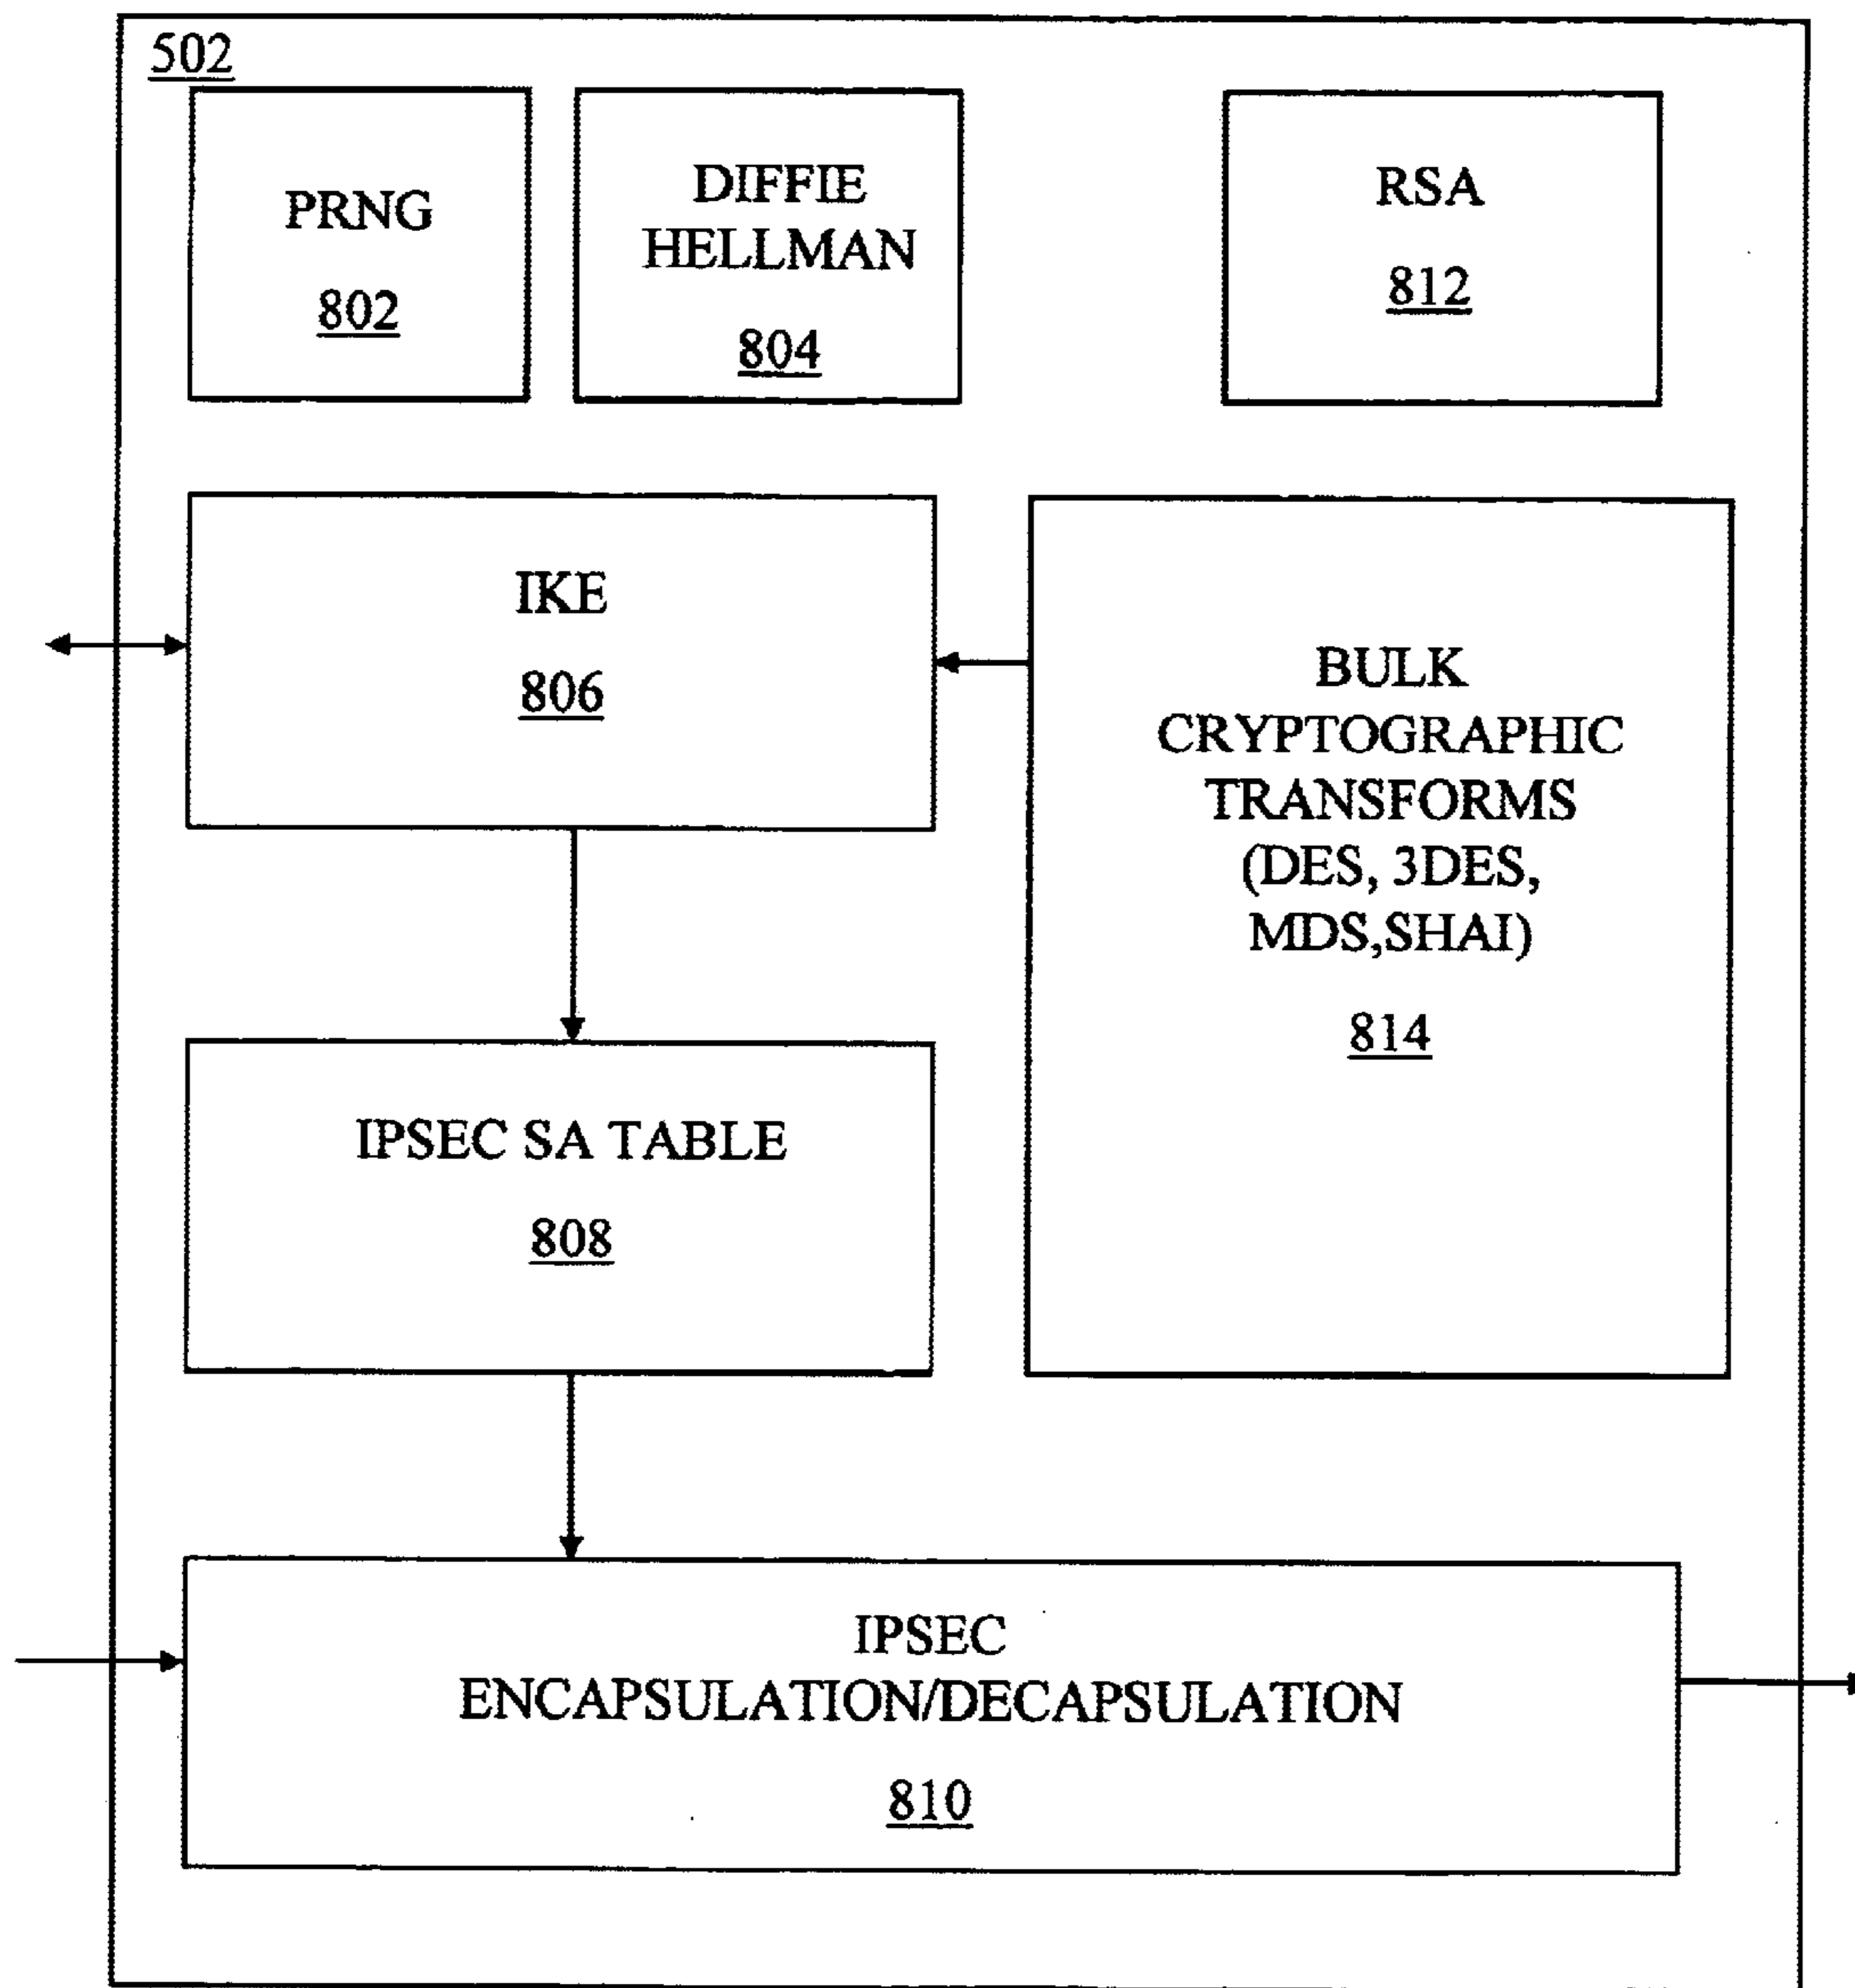 502
PRNG
802
DIFFIE
HELLMAN
804
RSA
812
IKE
806
BULK
CRYPTOGRAPHIC
TRANSFORMS
(DES, 3DES,
MDS,SHAI)
814
IPSEC SA TABLE
808
IPSEC
ENCAPSULATION/DECAPSULATION
810